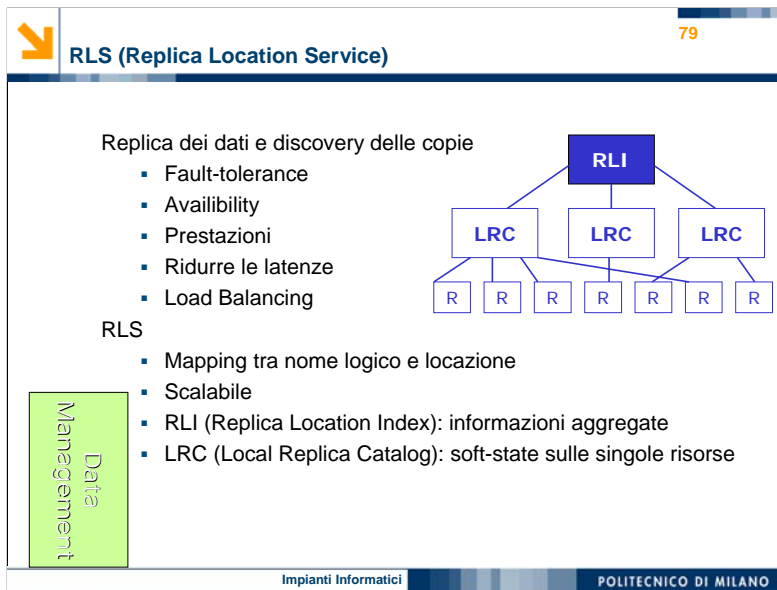 79
RLS (Replica Location Service)
Replica dei dati e discovery delle copie
▪ Fault-tolerance
▪ Availibility
▪ Prestazioni
▪ Ridurre le latenze
▪ Load Balancing
RLS
▪ Mapping tra nome logico e locazione
▪ Scalabile
▪ RLI (Replica Location Index): informazioni aggregate
▪ LRC (Local Replica Catalog): soft-state sulle singole risorse
RLI
LRC LRC LRC
R R R R R R R
Data
Management
Impianti Informatici
POLITECNICO DI MILANO